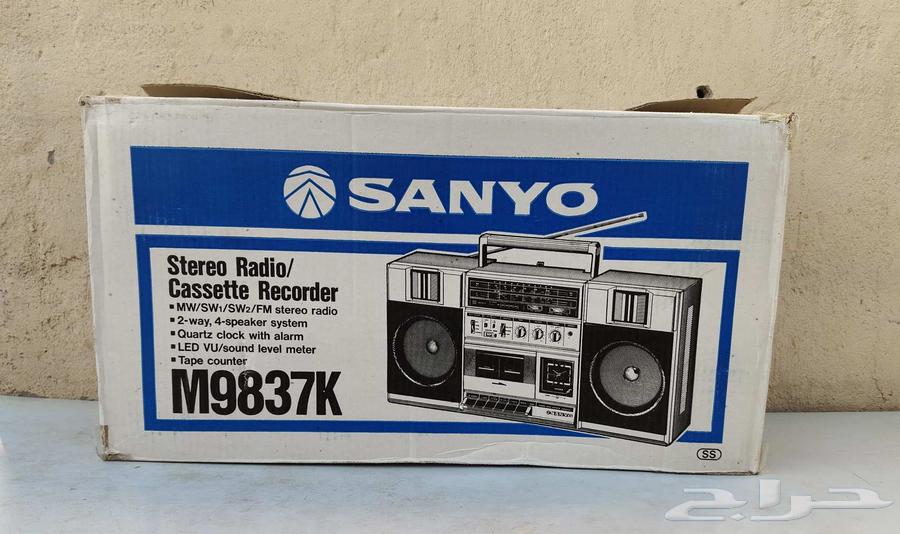 SANYO
Stereo Radio/
Cassette Recorder
▪MW/SW1/SW2/FM stereo radio
▪2-way, 4-speaker system
▪Quartz clock with alarm
▪LED VU/sound level meter
▪Tape counter
M9837K
SANYO
SS
حراج